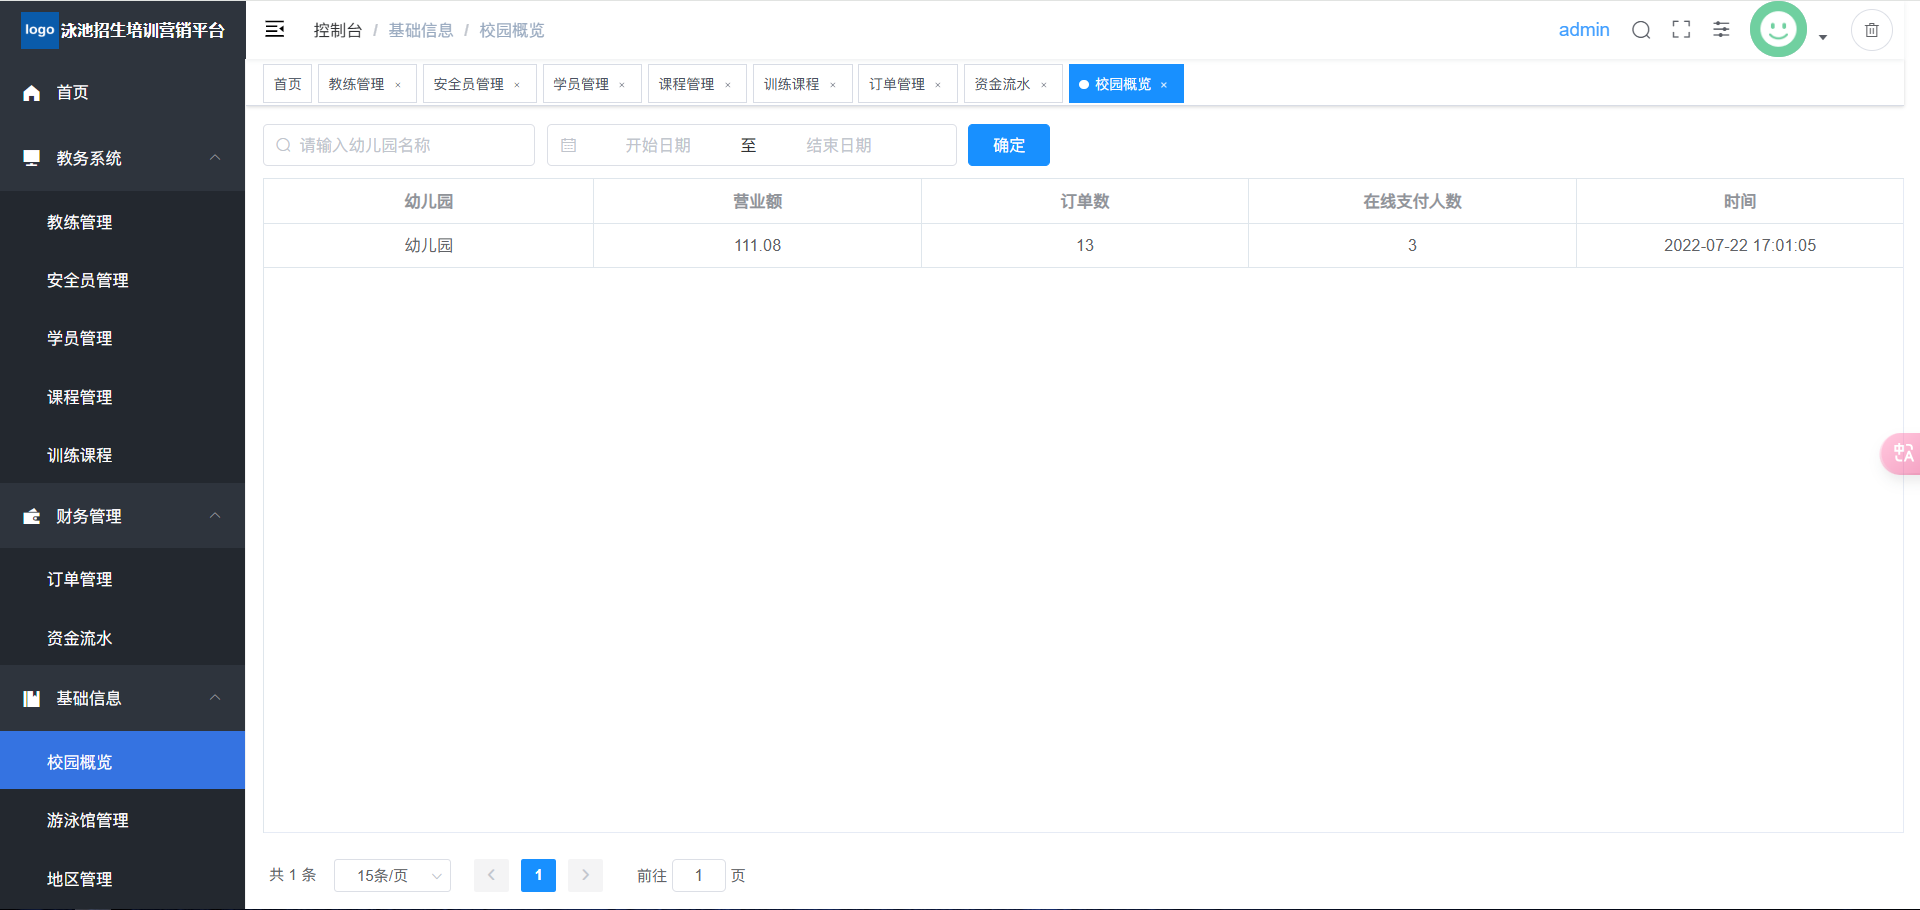 logo 泳池招生培训营销平台
首页
教务系统
教练管理
安全员管理
学员管理
课程管理
训练课程
财务管理
订单管理
资金流水
基础信息
校园概览
游泳馆管理
地区管理
控制台 / 基础信息 / 校园概览
admin
首页 教练管理 × 安全员管理 × 学员管理 × 课程管理 × 训练课程 × 订单管理 × 资金流水 × 校园概览 ×
请输入幼儿园名称 开始日期 至 结束日期 确定
幼儿园 营业额 订单数 在线支付人数 时间
幼儿园 111.08 13 3 2022-07-22 17:01:05
中A
共 1 条 15条/页 1 前往 1 页